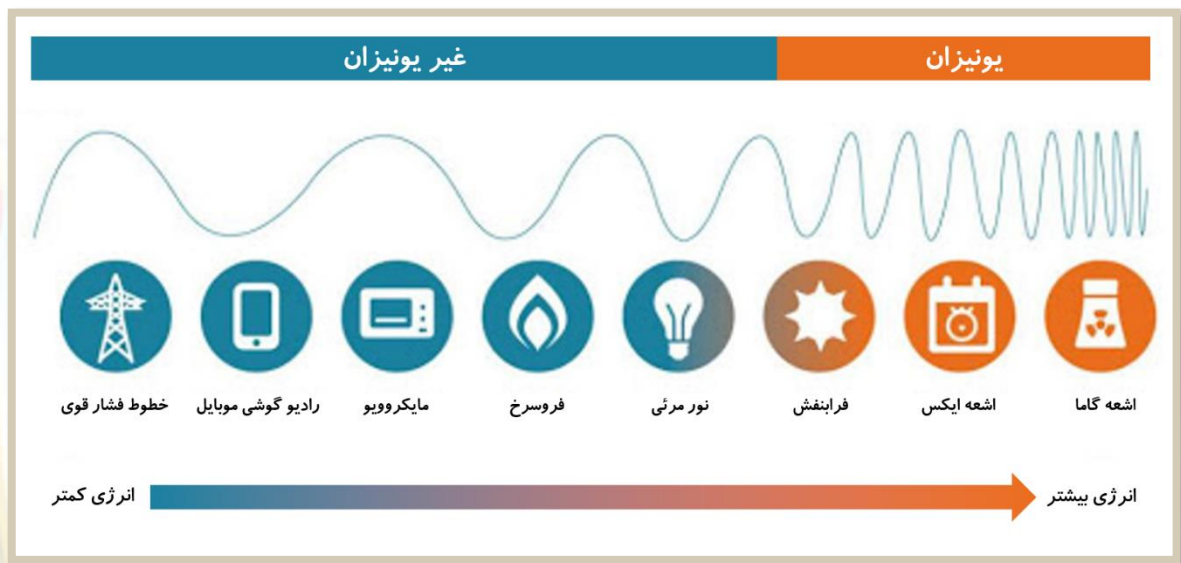 غیر یونیزان
یونیزان
خطوط فشار قوی
رادیو گوشی موبایل
مایکروویو
فروسرخ
نور مرئی
فرابنفش
اشعه ایکس
اشعه گاما
انرژی کمتر
انرژی بیشتر